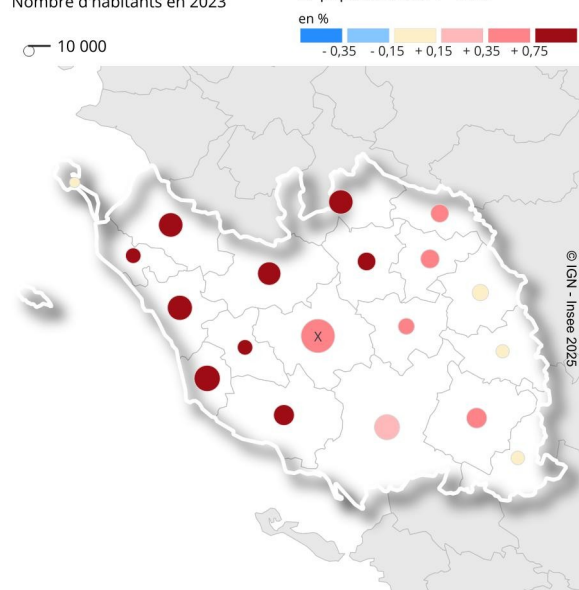 Nombre d'habitants en 2023
en %
10 000
- 0,35 - 0,15 + 0,15 + 0,35 + 0,75
X
© IGN - Insee 2025